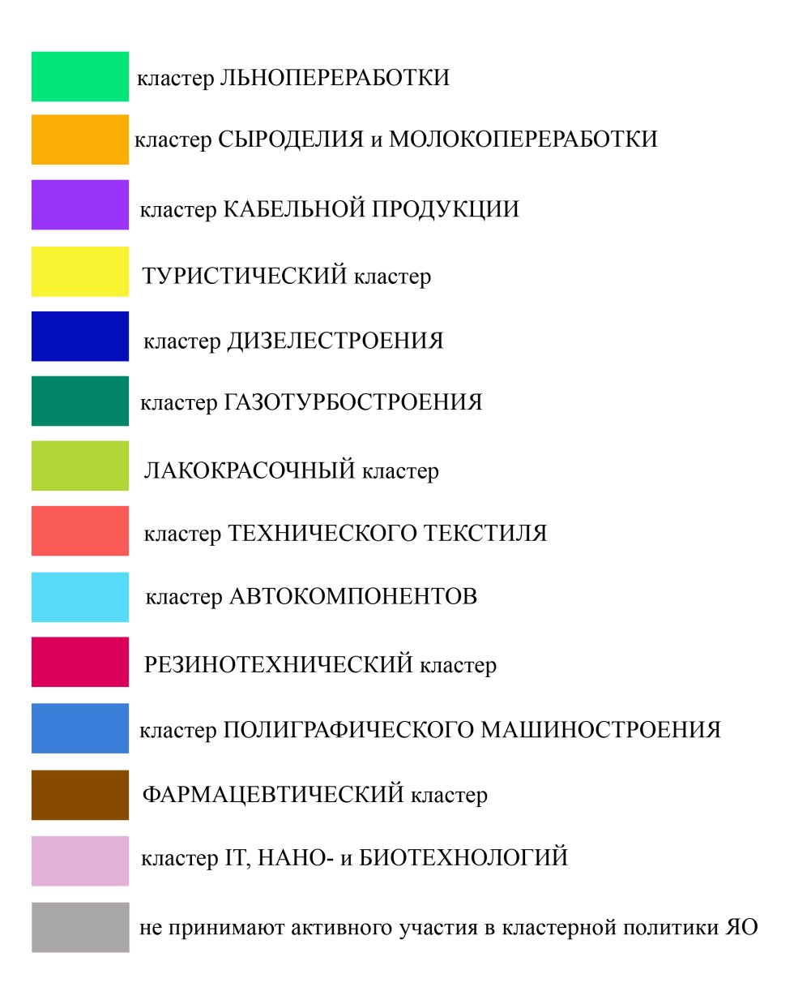 кластер ЛЬНОПЕРЕРАБОТКИ
кластер СЫРОДЕЛИЯ и МОЛОКОПЕРЕРАБОТКИ
кластер КАБЕЛЬНОЙ ПРОДУКЦИИ
ТУРИСТИЧЕСКИЙ кластер
кластер ДИЗЕЛЕСТРОЕНИЯ
кластер ГАЗОТУРБОСТРОЕНИЯ
ЛАКОКРАСОЧНЫЙ кластер
кластер ТЕХНИЧЕСКОГО ТЕКСТИЛЯ
кластер АВТОКОМПОНЕНТОВ
РЕЗИНОТЕХНИЧЕСКИЙ кластер
кластер ПОЛИГРАФИЧЕСКОГО МАШИНОСТРОЕНИЯ
ФАРМАЦЕВТИЧЕСКИЙ кластер
кластер IT, НАНО- и БИОТЕХНОЛОГИЙ
не принимают активного участия в кластерной политики ЯО